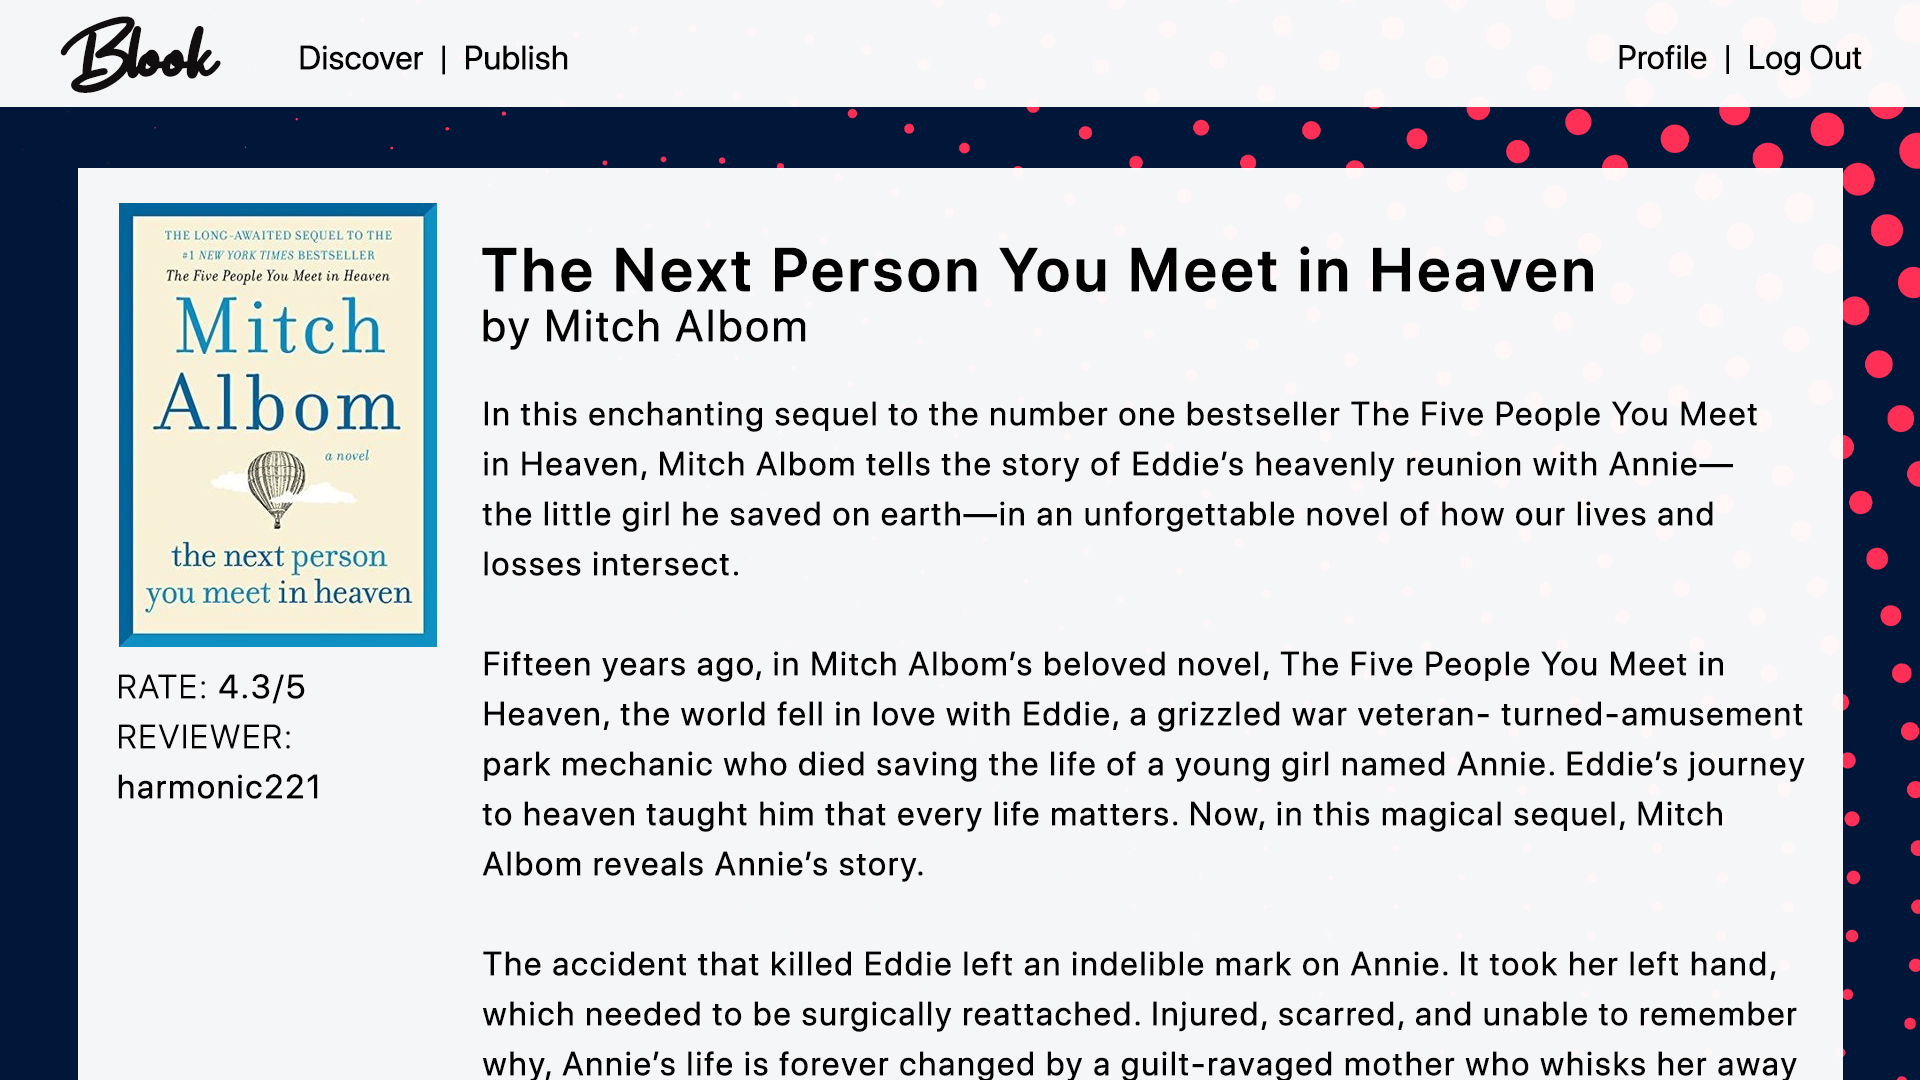 Blook
Discover | Publish
Profile | Log Out
THE LONG-AWAITED SEQUEL TO THE
#1 NEW YORK TIMES BESTSELLER
The Five People You Meet in Heaven
Mitch
Albom
a novel
the next person
you meet in heaven
RATE: 4.3/5
REVIEWER:
harmonic221
The Next Person You Meet in Heaven
by Mitch Albom
In this enchanting sequel to the number one bestseller The Five People You Meet
in Heaven, Mitch Albom tells the story of Eddie’s heavenly reunion with Annie—
the little girl he saved on earth—in an unforgettable novel of how our lives and
losses intersect.
Fifteen years ago, in Mitch Albom’s beloved novel, The Five People You Meet in
Heaven, the world fell in love with Eddie, a grizzled war veteran- turned-amusement
park mechanic who died saving the life of a young girl named Annie. Eddie’s journey
to heaven taught him that every life matters. Now, in this magical sequel, Mitch
Albom reveals Annie’s story.
The accident that killed Eddie left an indelible mark on Annie. It took her left hand,
which needed to be surgically reattached. Injured, scarred, and unable to remember
why, Annie’s life is forever changed by a guilt-ravaged mother who whisks her away